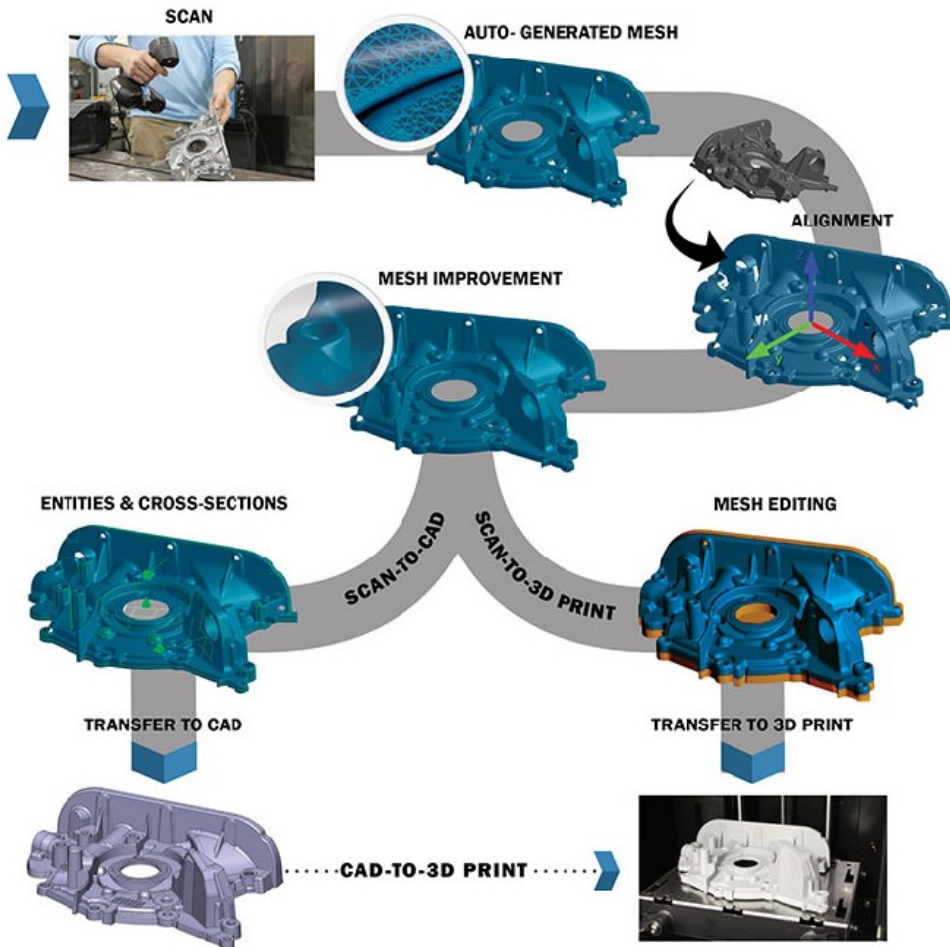 SCAN
AUTO- GENERATED MESH
ALIGNMENT
Z
y
x
MESH IMPROVEMENT
ENTITIES & CROSS-SECTIONS
SCAN-TO-CAD
SCAN-TO-3D PRINT
MESH EDITING
TRANSFER TO CAD
TRANSFER TO 3D PRINT
CAD-TO-3D PRINT